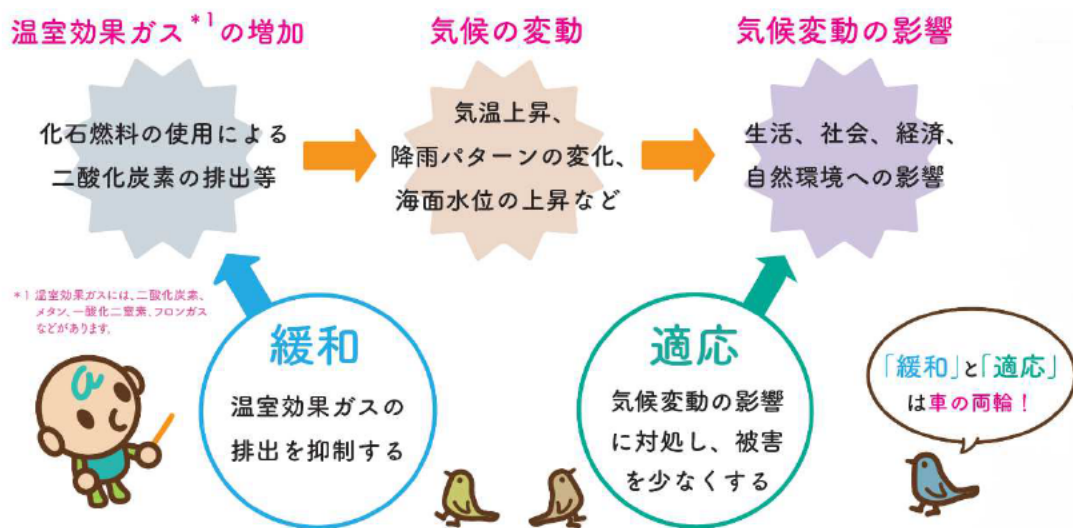 温室効果ガス*1の増加
化石燃料の使用による
二酸化炭素の排出等
気候の変動
気温上昇、
降雨パターンの変化、
海面水位の上昇など
気候変動の影響
生活、社会、経済、
自然環境への影響
*1 温室効果ガスには、二酸化炭素、
メタン、一酸化二窒素、フロンガス
などがあります。
緩和
温室効果ガスの
排出を抑制する
適応
気候変動の影響
に対処し、被害
を少なくする
「緩和」と「適応」
は車の両輪！